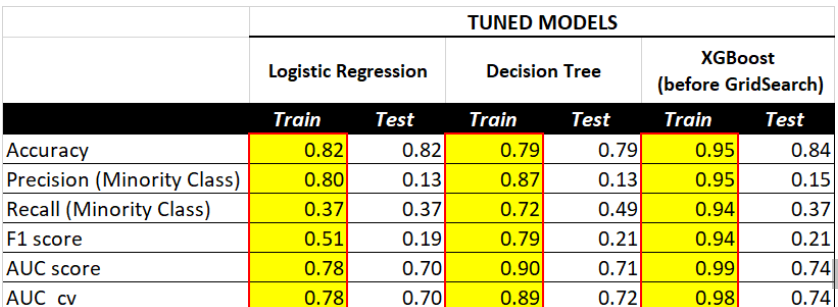 TUNED MODELS
Logistic Regression Decision Tree XGBoost
(before GridSearch)
Train Test Train Test Train Test
Accuracy 0.82 0.82 0.79 0.79 0.95 0.84
Precision (Minority Class) 0.80 0.13 0.87 0.13 0.95 0.15
Recall (Minority Class) 0.37 0.37 0.72 0.49 0.94 0.37
F1 score 0.51 0.19 0.79 0.21 0.94 0.21
AUC score 0.78 0.70 0.90 0.71 0.99 0.74
AUC_cv 0.78 0.70 0.89 0.72 0.98 0.74